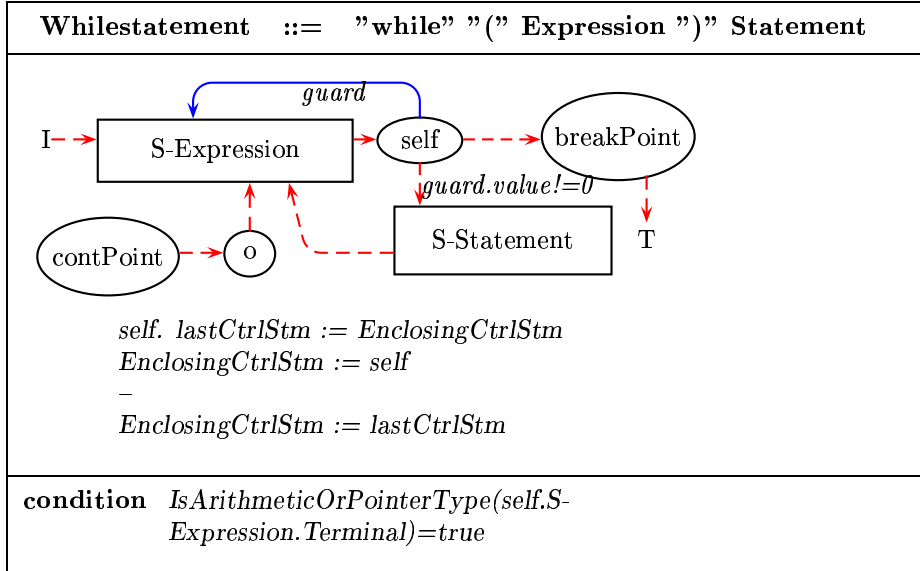 Whilestatement ::= "while" "(" Expression ")" Statement
guard
I
S-Expression
self
breakPoint
guard.value!=0
contPoint
o
S-Statement
T
self. lastCtrlStm := EnclosingCtrlStm
EnclosingCtrlStm := self
–
EnclosingCtrlStm := lastCtrlStm
condition IsArithmeticOrPointerType(self.S-
Expression.Terminal)=true